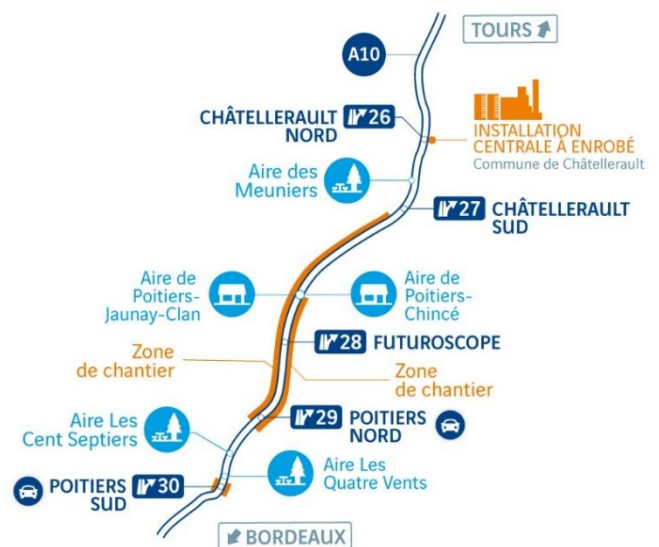 TOURS
A10
CHÂTELLERAULT
NORD
26
INSTALLATION
CENTRALE À ENROBÉ
Commune de Châtellerault
Aire des
Meuniers
27
CHÂTELLERAULT
SUD
Aire de
Poitiers-
Jaunay-Clan
Aire de
Poitiers-
Chincé
28
FUTUROSCOPE
Zone
de chantier
Zone
de chantier
29
POITIERS
NORD
Aire Les
Cent Septiers
POITIERS
SUD
30
Aire Les
Quatre Vents
BORDEAUX